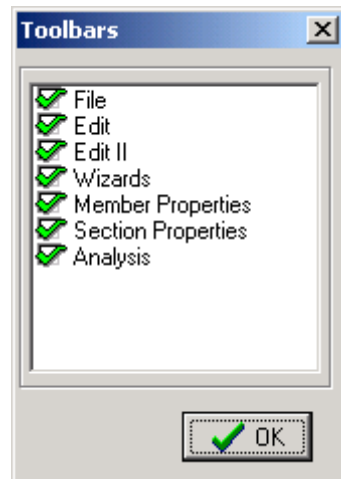 Toolbars
File
Edit
Edit II
Wizards
Member Properties
Section Properties
Analysis
OK